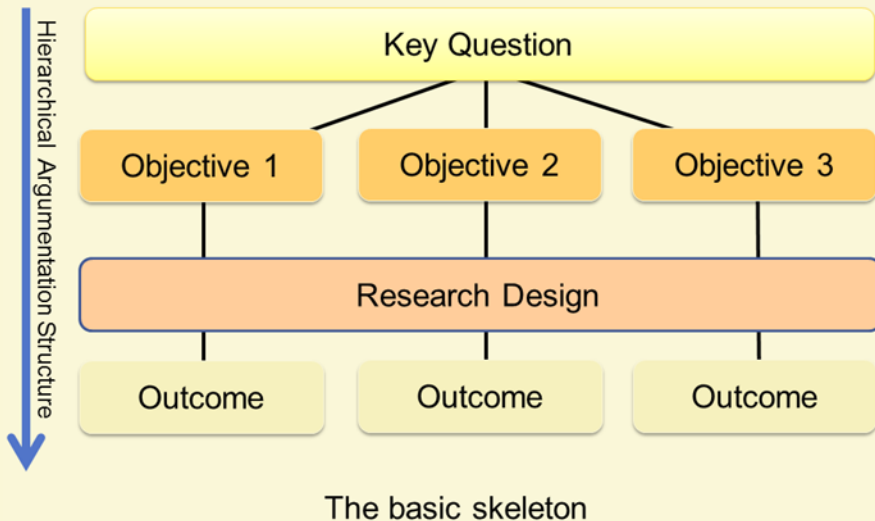 Hierarchical Argumentation Structure
Key Question
Objective 1
Objective 2
Objective 3
Research Design
Outcome
Outcome
Outcome
The basic skeleton